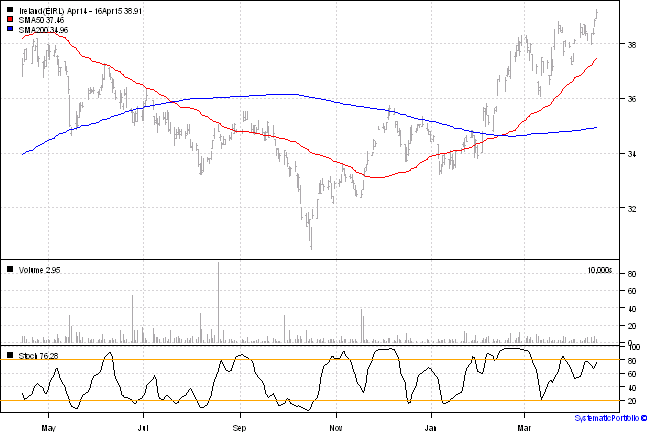 Ireland(EIRL) Apr14 - 16Apr15 38.91
SMA50 37.46
SMA200 34.96
38
36
34
32
Volume 2.95
10,000s
80
60
40
20
0
Stoch 76.28
100
80
60
40
20
May Jul Sep Nov Jan Mar
SystematicPortfolio ©